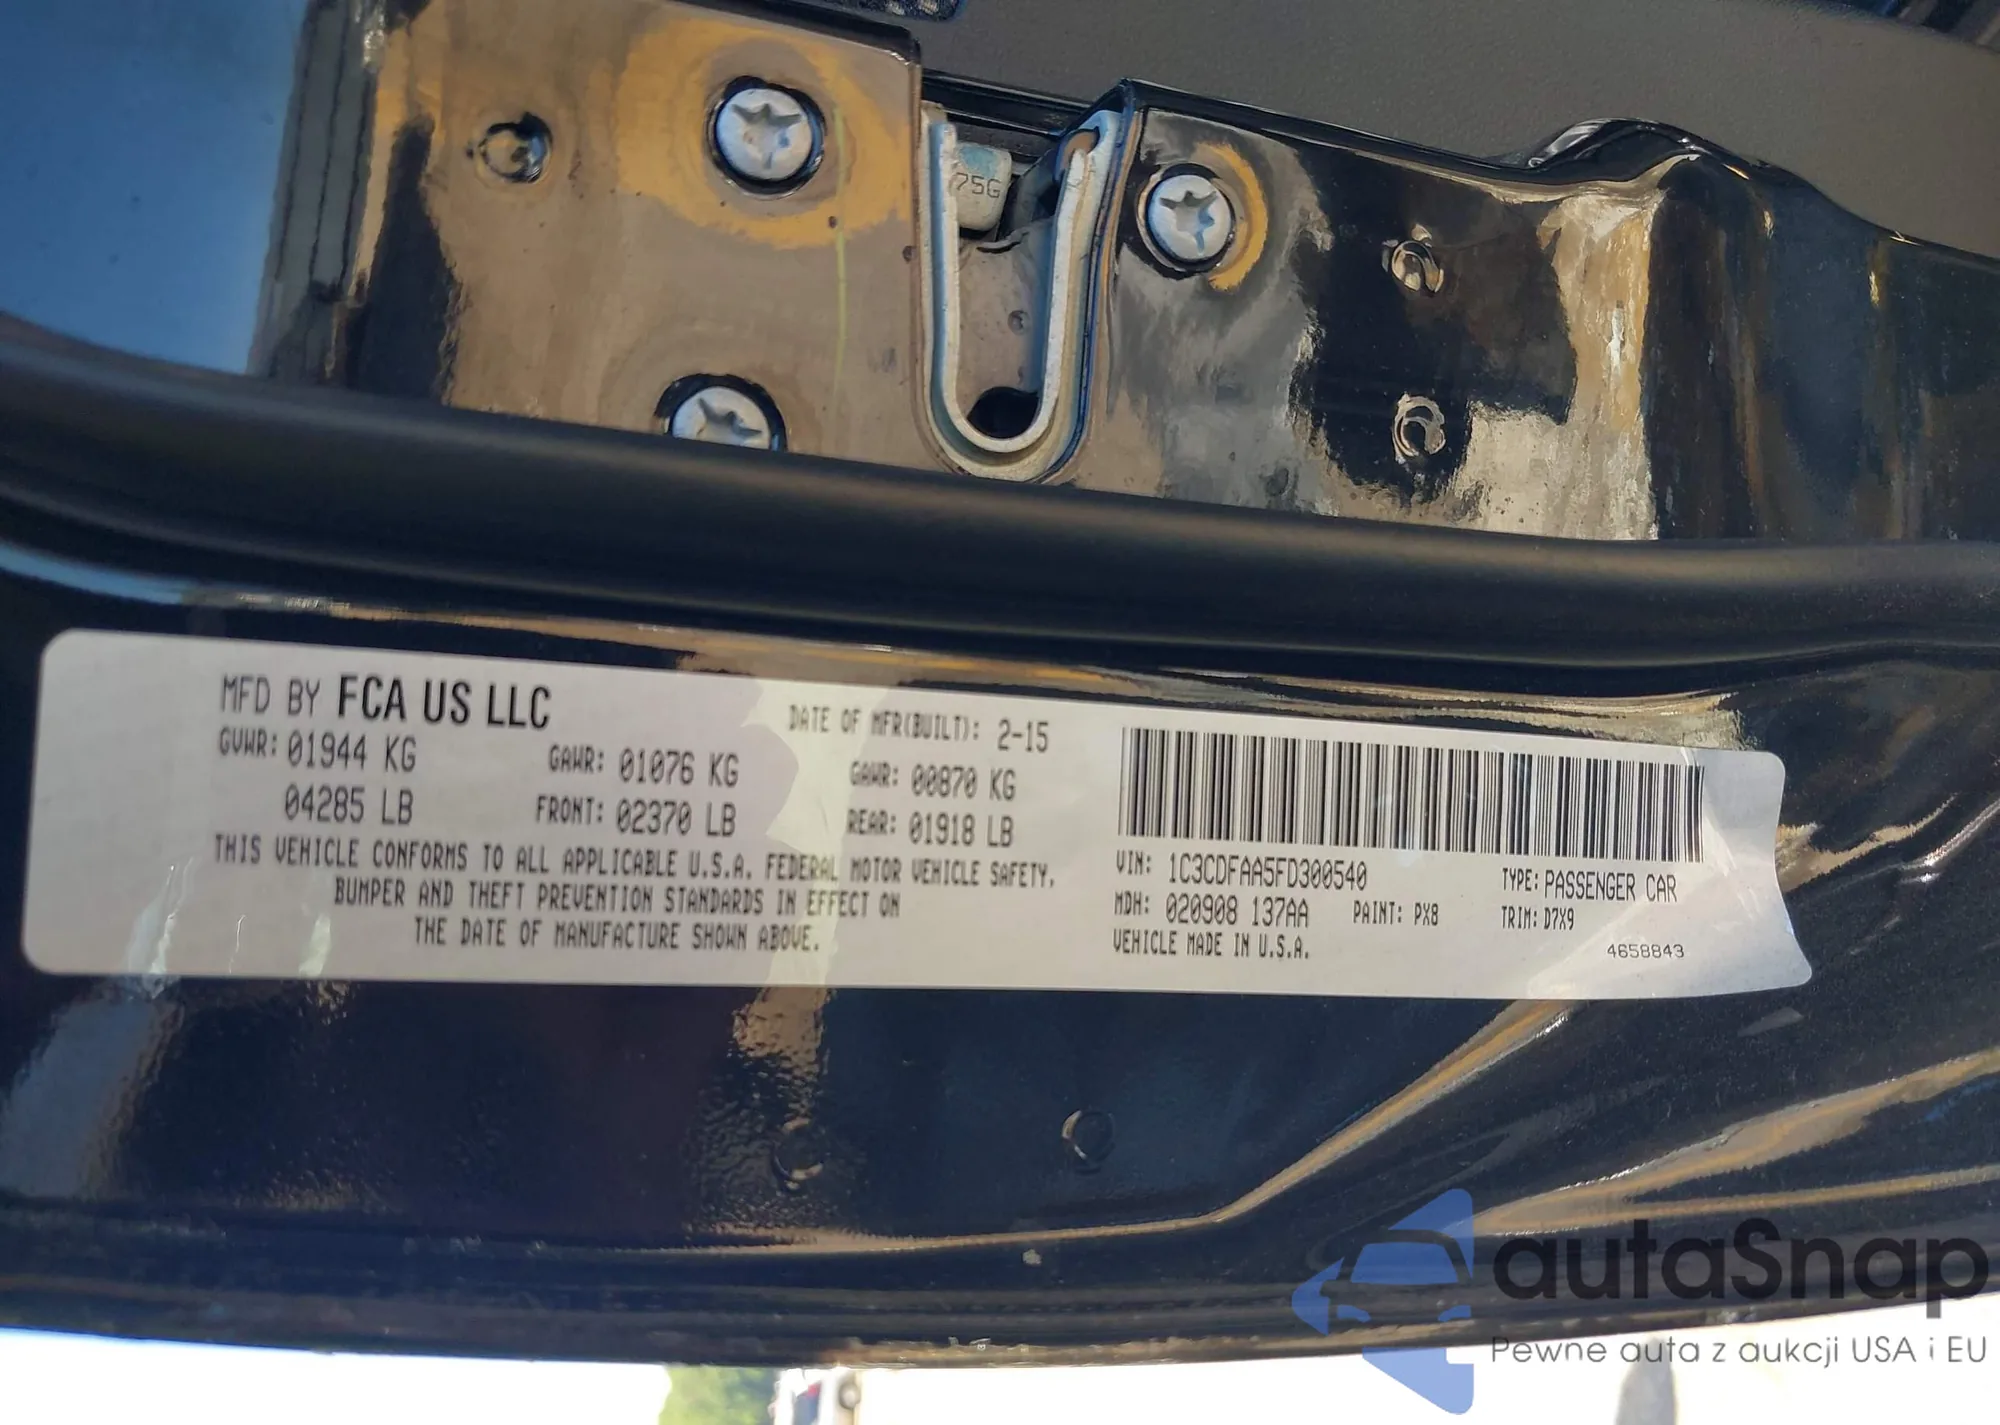 75G
MFD BY FCA US LLC
DATE OF MFR(BUILT): 2-15
GVWR: 01944 KG GAWR: 01076 KG GAWR: 00870 KG
04285 LB FRONT: 02370 LB REAR: 01918 LB
THIS VEHICLE CONFORMS TO ALL APPLICABLE U.S.A. FEDERAL MOTOR VEHICLE SAFETY,
BUMPER AND THEFT PREVENTION STANDARDS IN EFFECT ON
THE DATE OF MANUFACTURE SHOWN ABOVE.
VIN: 1C3CDFAA5FD300540 TYPE: PASSENGER CAR
MDH: 020908 137AA PAINT: PX8 TRIM: D7X9
VEHICLE MADE IN U.S.A.
4658843
autaSnap
Pewne auta z aukcji USA i EU